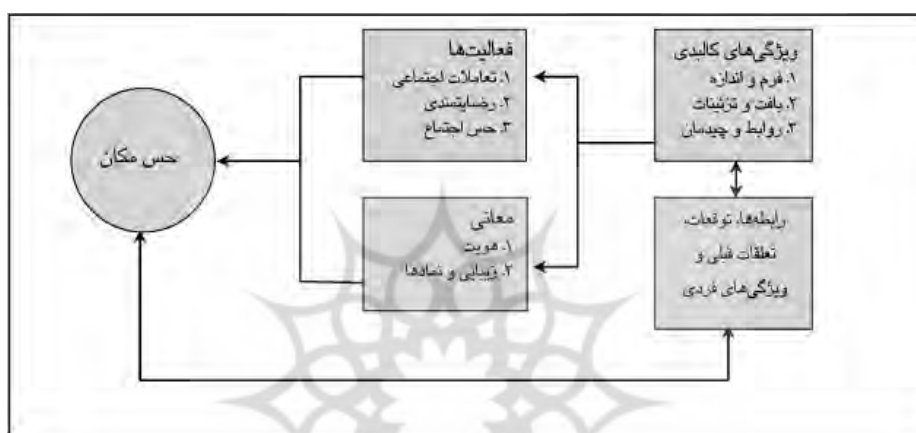 ویژگی‌های کالبدی
۱. فرم و اندازه
۲. بافت و تزئینات
۳. روابط و چیدمان
رابطه‌ها، توقعات،
تعلقات قبلی و
ویژگی‌های فردی
فعالیت‌ها
۱. تعاملات اجتماعی
۲. رضایتمندی
۳. حس اجتماع
معانی
۱. هویت
۲. زیبایی و نمادها
حس مکان